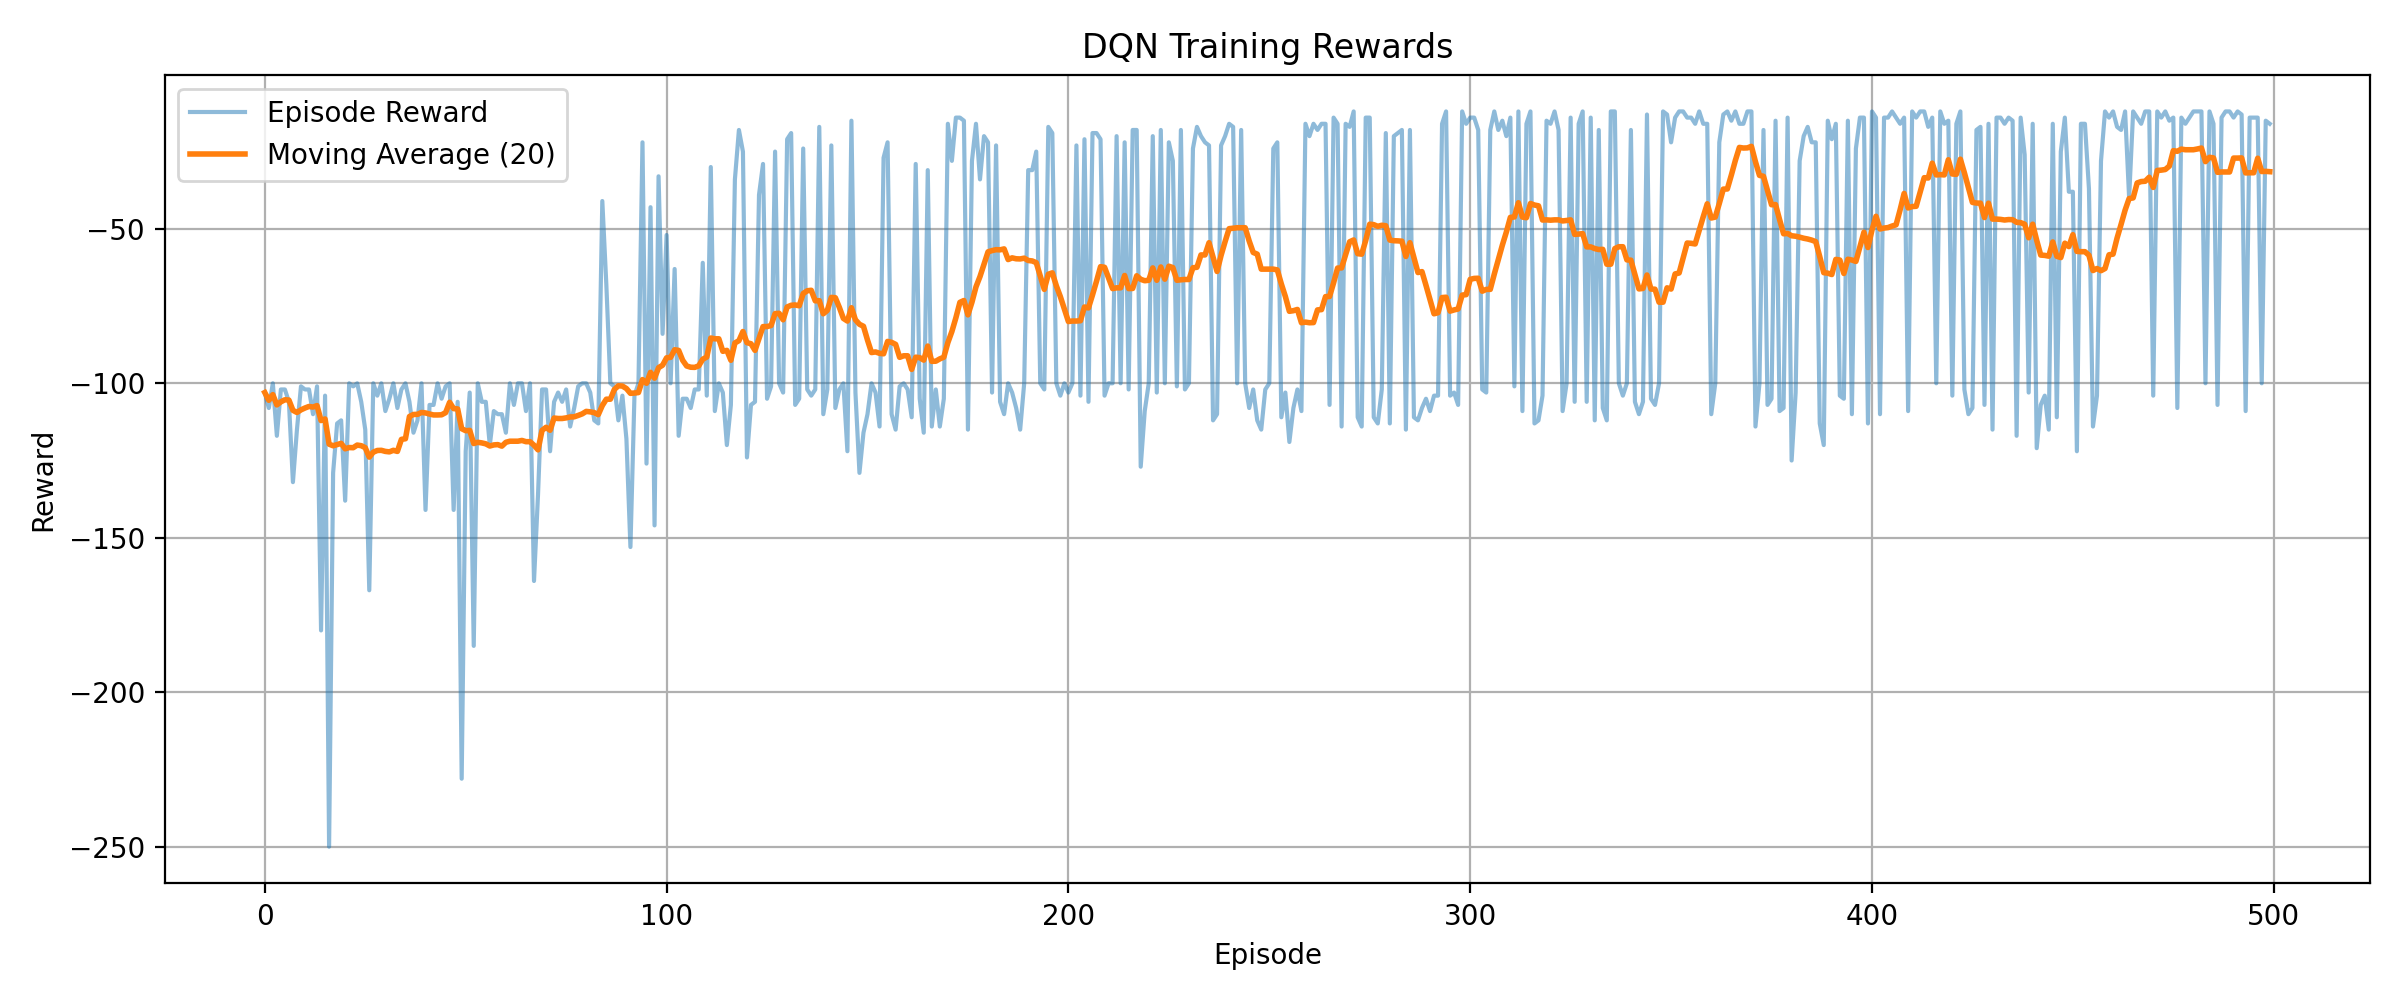 DQN Training Rewards
Episode Reward
Moving Average (20)
−50
−100
−150
−200
−250
Reward
0
100
200
300
400
500
Episode